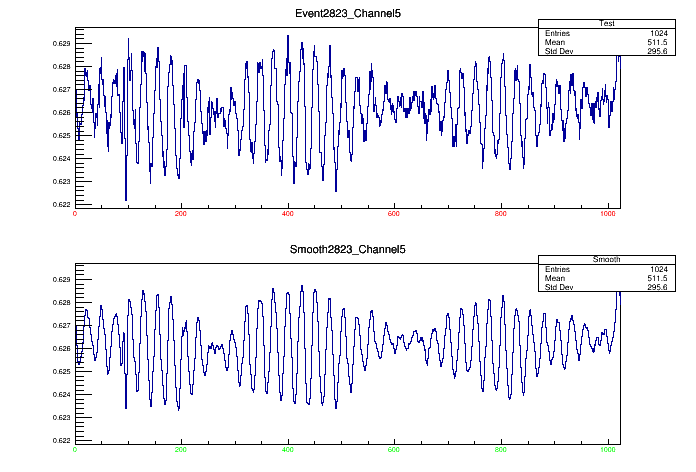 Event2823_Channel5
Test
Entries 1024
Mean 511.5
Std Dev 295.6
0.629
0.628
0.627
0.626
0.625
0.624
0.623
0.622
0 200 400 600 800 1000
Smooth2823_Channel5
Smooth
Entries 1024
Mean 511.5
Std Dev 295.6
0.629
0.628
0.627
0.626
0.625
0.624
0.623
0.622
0 200 400 600 800 1000